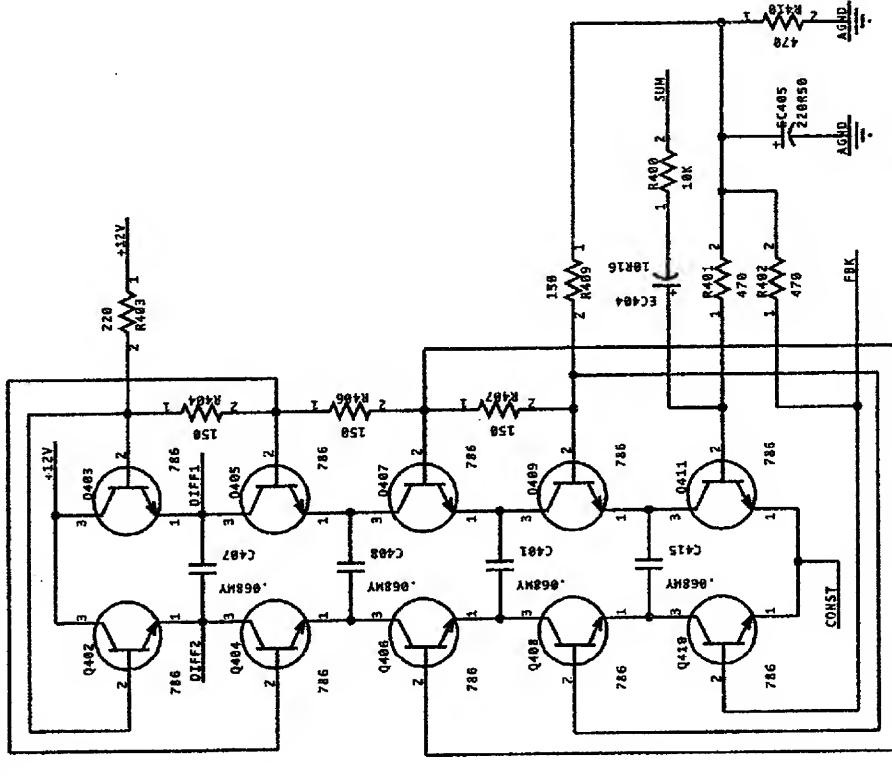 +12V
220
R403
+12V
Q402
786
Q403
786
R404
150
DIFF1
DIFF2
C407
.068MY
Q404
786
Q405
786
R406
150
C408
.068MY
Q406
786
Q407
786
R407
150
C401
.068MY
Q408
786
Q409
786
150
R409
C415
.068MY
Q410
786
Q411
786
CONST
SUM
R400
10K
10R16
EC404
R401
470
R402
470
FBK
R410
470
AGND
EC405
220R50
AGND